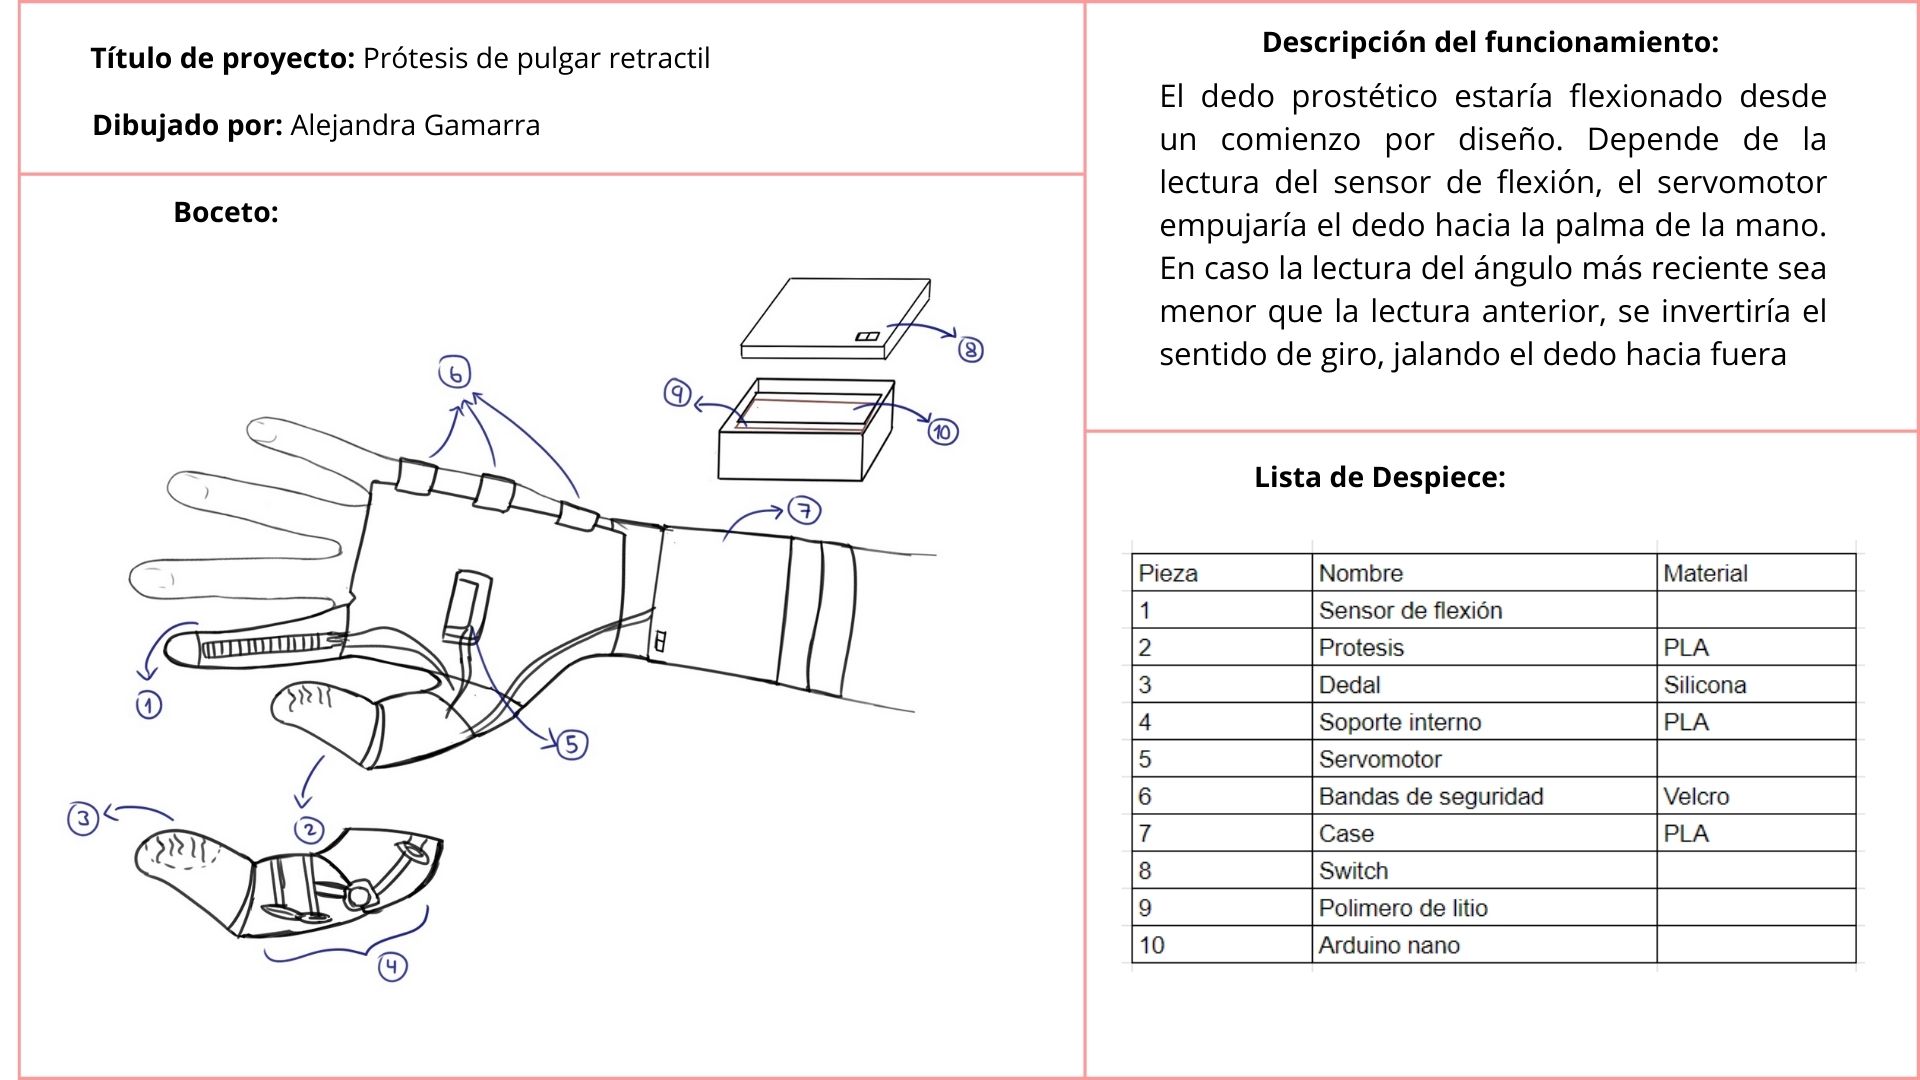 Título de proyecto: Prótesis de pulgar retractil
Dibujado por: Alejandra Gamarra
Boceto:
8
9
6
10
7
1
5
3
2
4
Descripción del funcionamiento:
El dedo prostético estaría flexionado desde
un comienzo por diseño. Depende de la
lectura del sensor de flexión, el servomotor
empujaría el dedo hacia la palma de la mano.
En caso la lectura del ángulo más reciente sea
menor que la lectura anterior, se invertiría el
sentido de giro, jalando el dedo hacia fuera
Lista de Despiece:
Pieza Nombre Material
1 Sensor de flexión
2 Protesis PLA
3 Dedal Silicona
4 Soporte interno PLA
5 Servomotor
6 Bandas de seguridad Velcro
7 Case PLA
8 Switch
9 Polimero de litio
10 Arduino nano